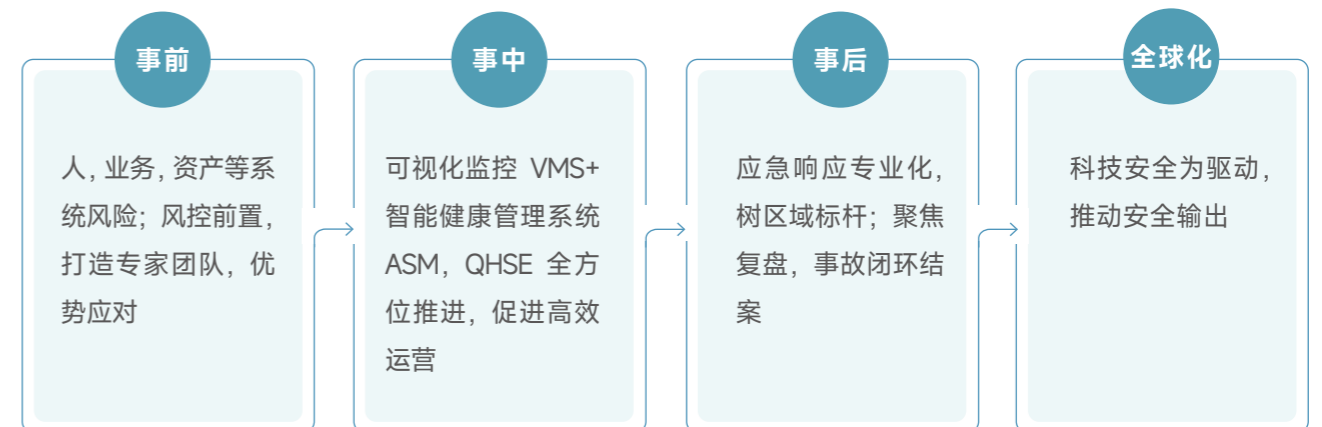 事前
人, 业务, 资产等系
统风险；风控前置，
打造专家团队，优
势应对
事中
可视化监控 VMS+
智能健康管理系统
ASM，QHSE 全方
位推进，促进高效
运营
事后
应急响应专业化，
树区域标杆；聚焦
复盘，事故闭环结
案
全球化
科技安全为驱动，
推动安全输出